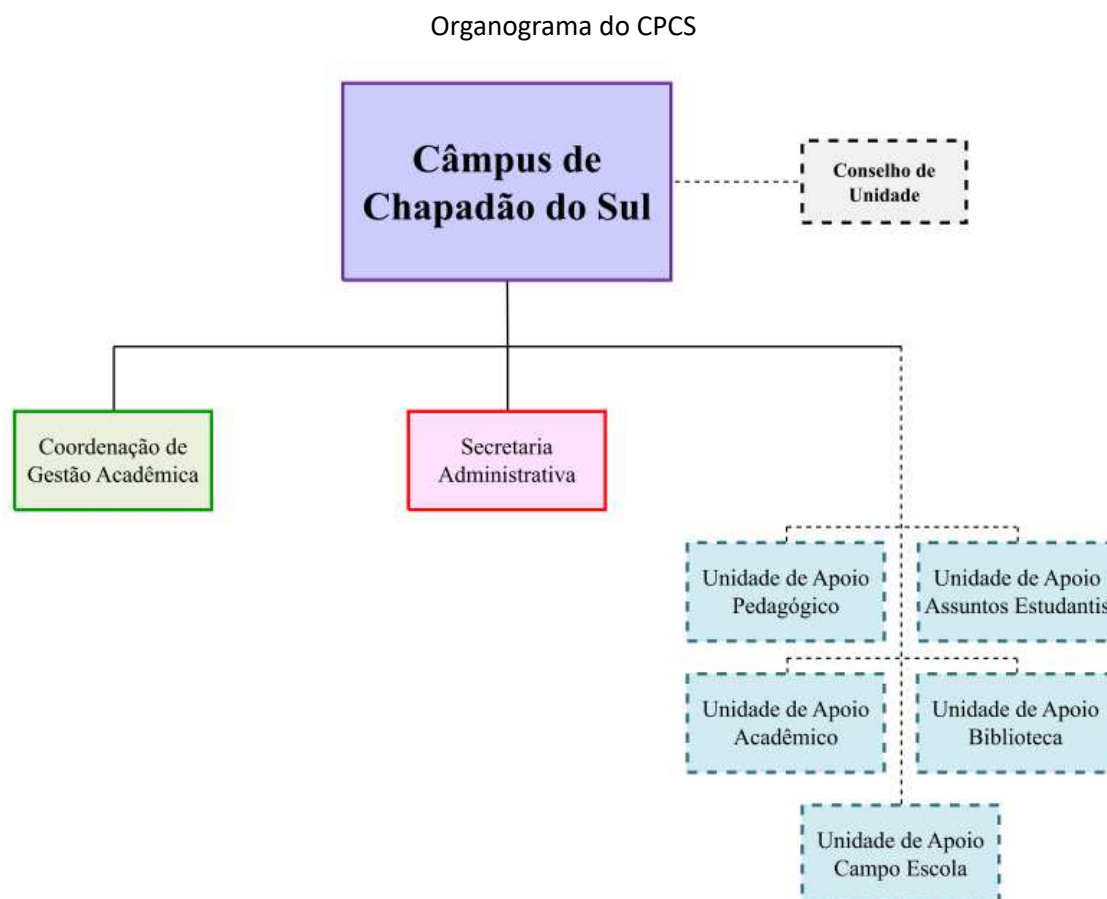 Organograma do CPCS
Câmpus de
Chapadão do Sul
Conselho de
Unidade
Coordenação de
Gestão Acadêmica
Secretaria
Administrativa
Unidade de Apoio
Pedagógico
Unidade de Apoio
Assuntos Estudantis
Unidade de Apoio
Acadêmico
Unidade de Apoio
Biblioteca
Unidade de Apoio
Campo Escola